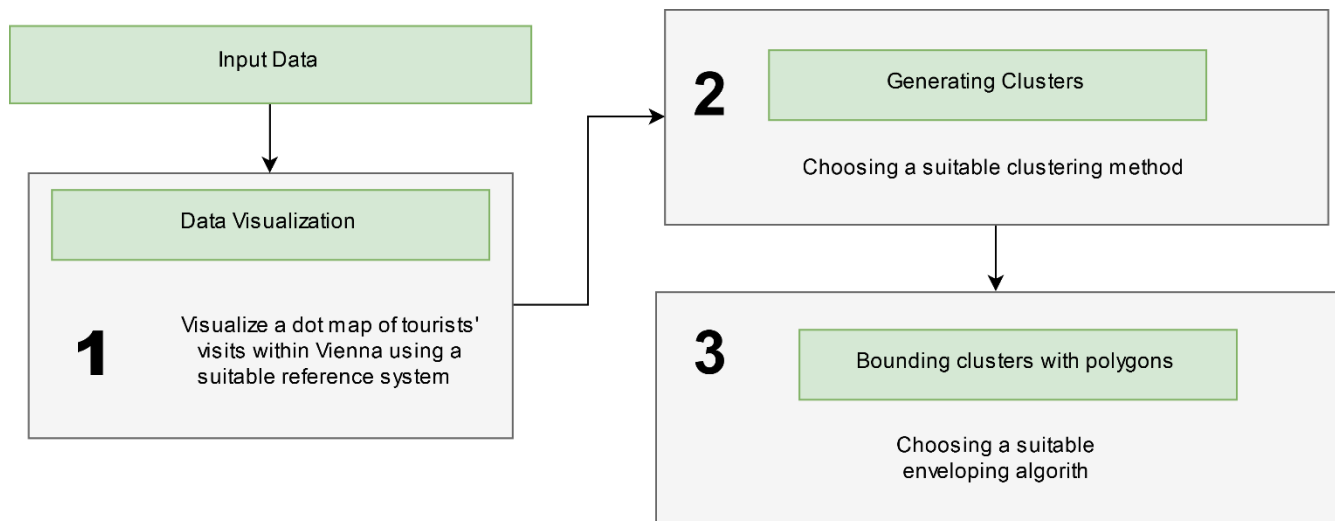 Input Data
Data Visualization
1
Visualize a dot map of tourists'
visits within Vienna using a
suitable reference system
2
Generating Clusters
Choosing a suitable clustering method
3
Bounding clusters with polygons
Choosing a suitable
enveloping algorith